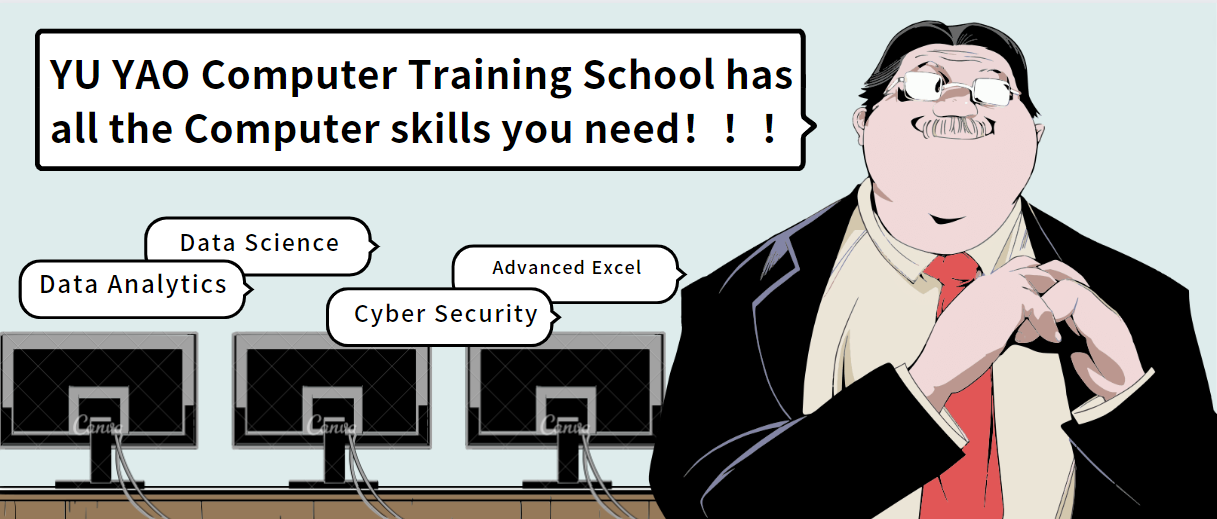 YU YAO Computer Training School has
all the Computer skills you need！！！
Data Science
Data Analytics
Advanced Excel
Cyber Security
Canva
Canva
Canva